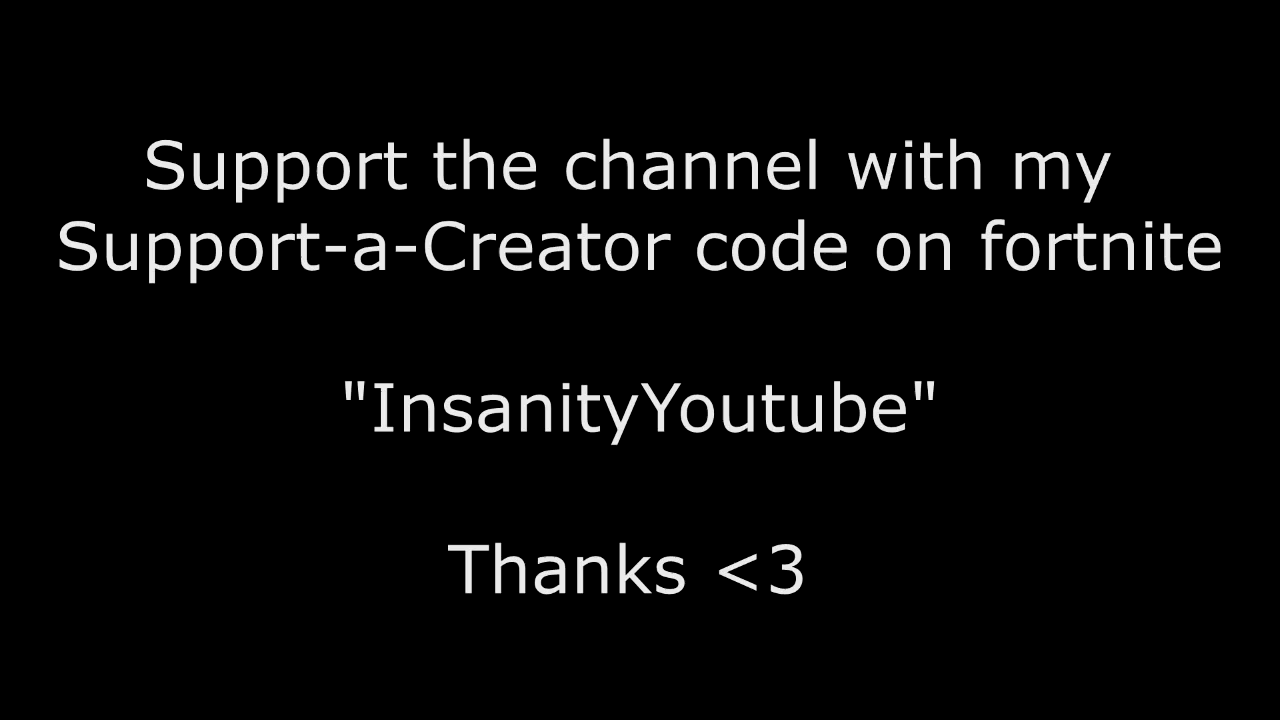 Support the channel with my
Support-a-Creator code on fortnite
"InsanityYoutube"
Thanks <3